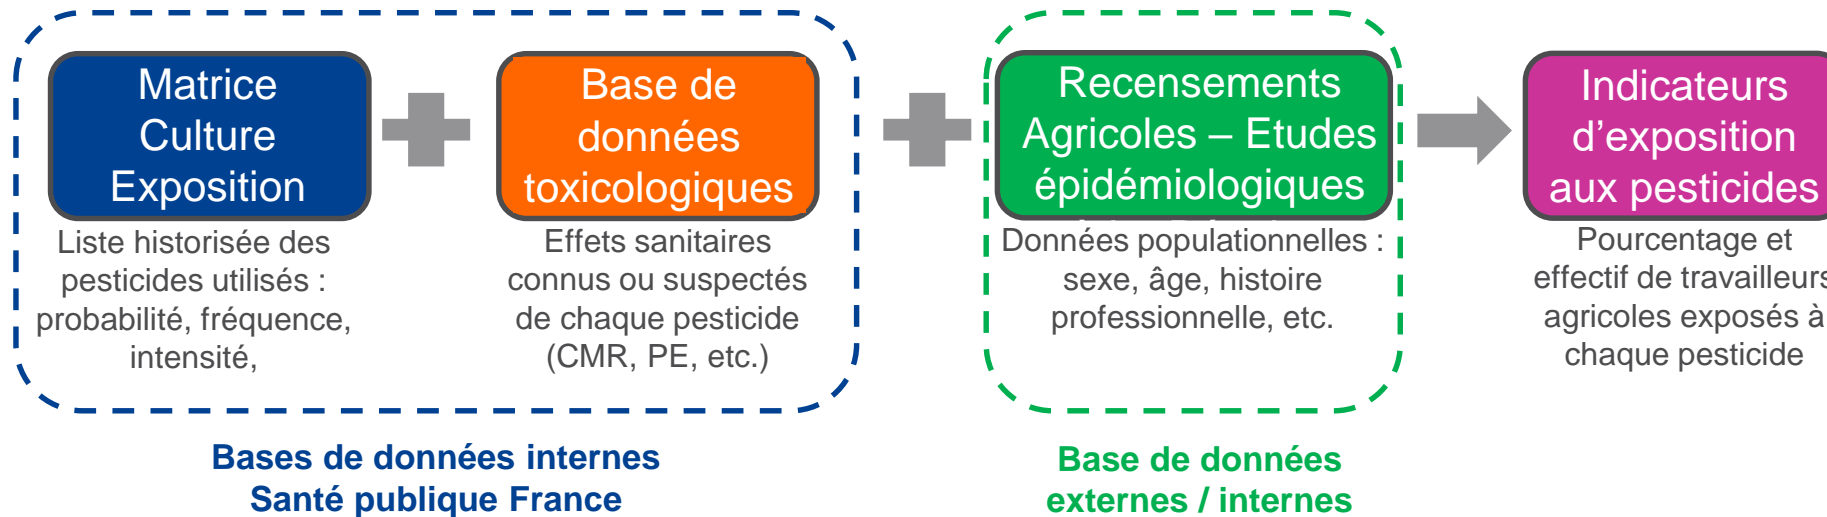 Matrice
Culture
Exposition
Liste historisée des
pesticides utilisés :
probabilité, fréquence,
intensité,
Base de
données
toxicologiques
Effets sanitaires
connus ou suspectés
de chaque pesticide
(CMR, PE, etc.)
Bases de données internes
Santé publique France
Recensements
Agricoles – Etudes
épidémiologiques
Données populationnelles :
sexe, âge, histoire
professionnelle, etc.
Base de données
externes / internes
Indicateurs
d’exposition
aux pesticides
Pourcentage et
effectif de travailleurs
agricoles exposés à
chaque pesticide